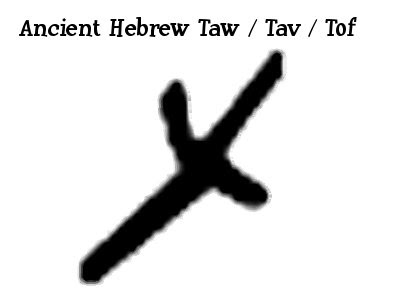 Ancient Hebrew Taw / Tav / Tof
𐤕